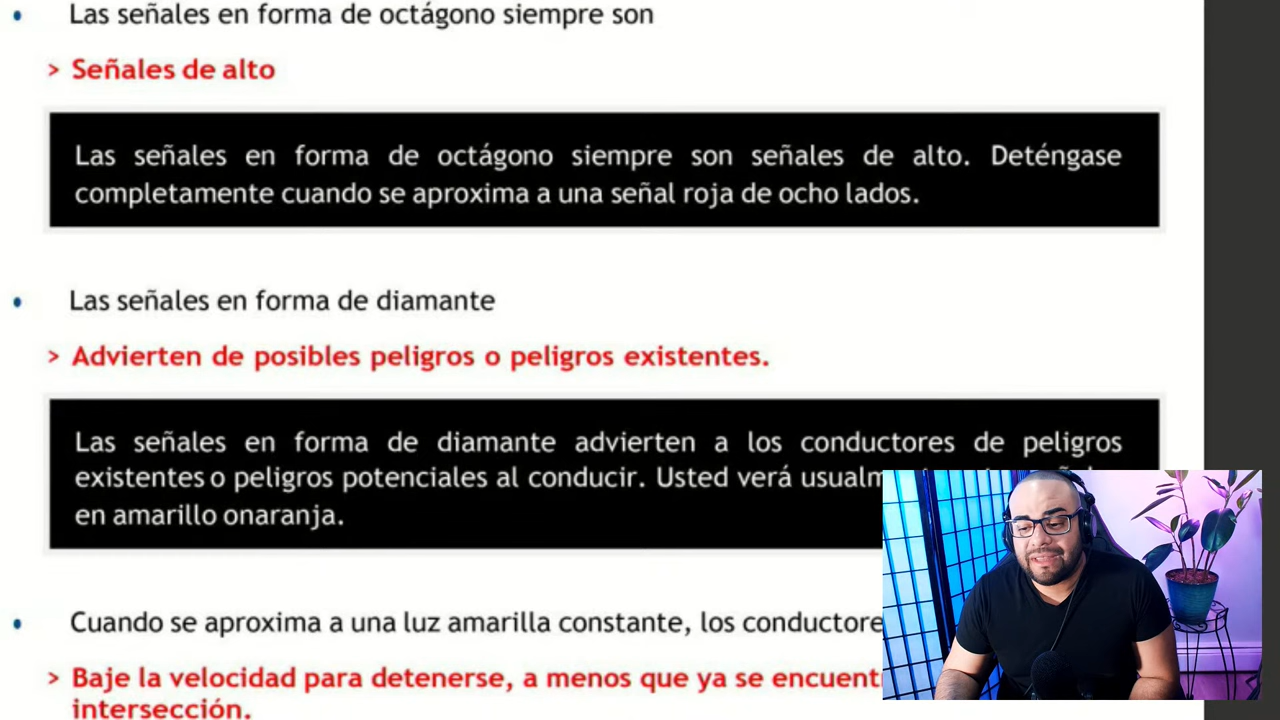 • Las señales en forma de octágono siempre son
> Señales de alto
Las señales en forma de octágono siempre son señales de alto. Deténgase
completamente cuando se aproxima a una señal roja de ocho lados.
• Las señales en forma de diamante
> Advierten de posibles peligros o peligros existentes.
Las señales en forma de diamante advierten a los conductores de peligros
existentes o peligros potenciales al conducir. Usted verá
en amarillo onaranja.
• Cuando se aproxima a una luz amarilla constante, los
> Baje la velocidad para detenerse, a menos que ya se
intersección.